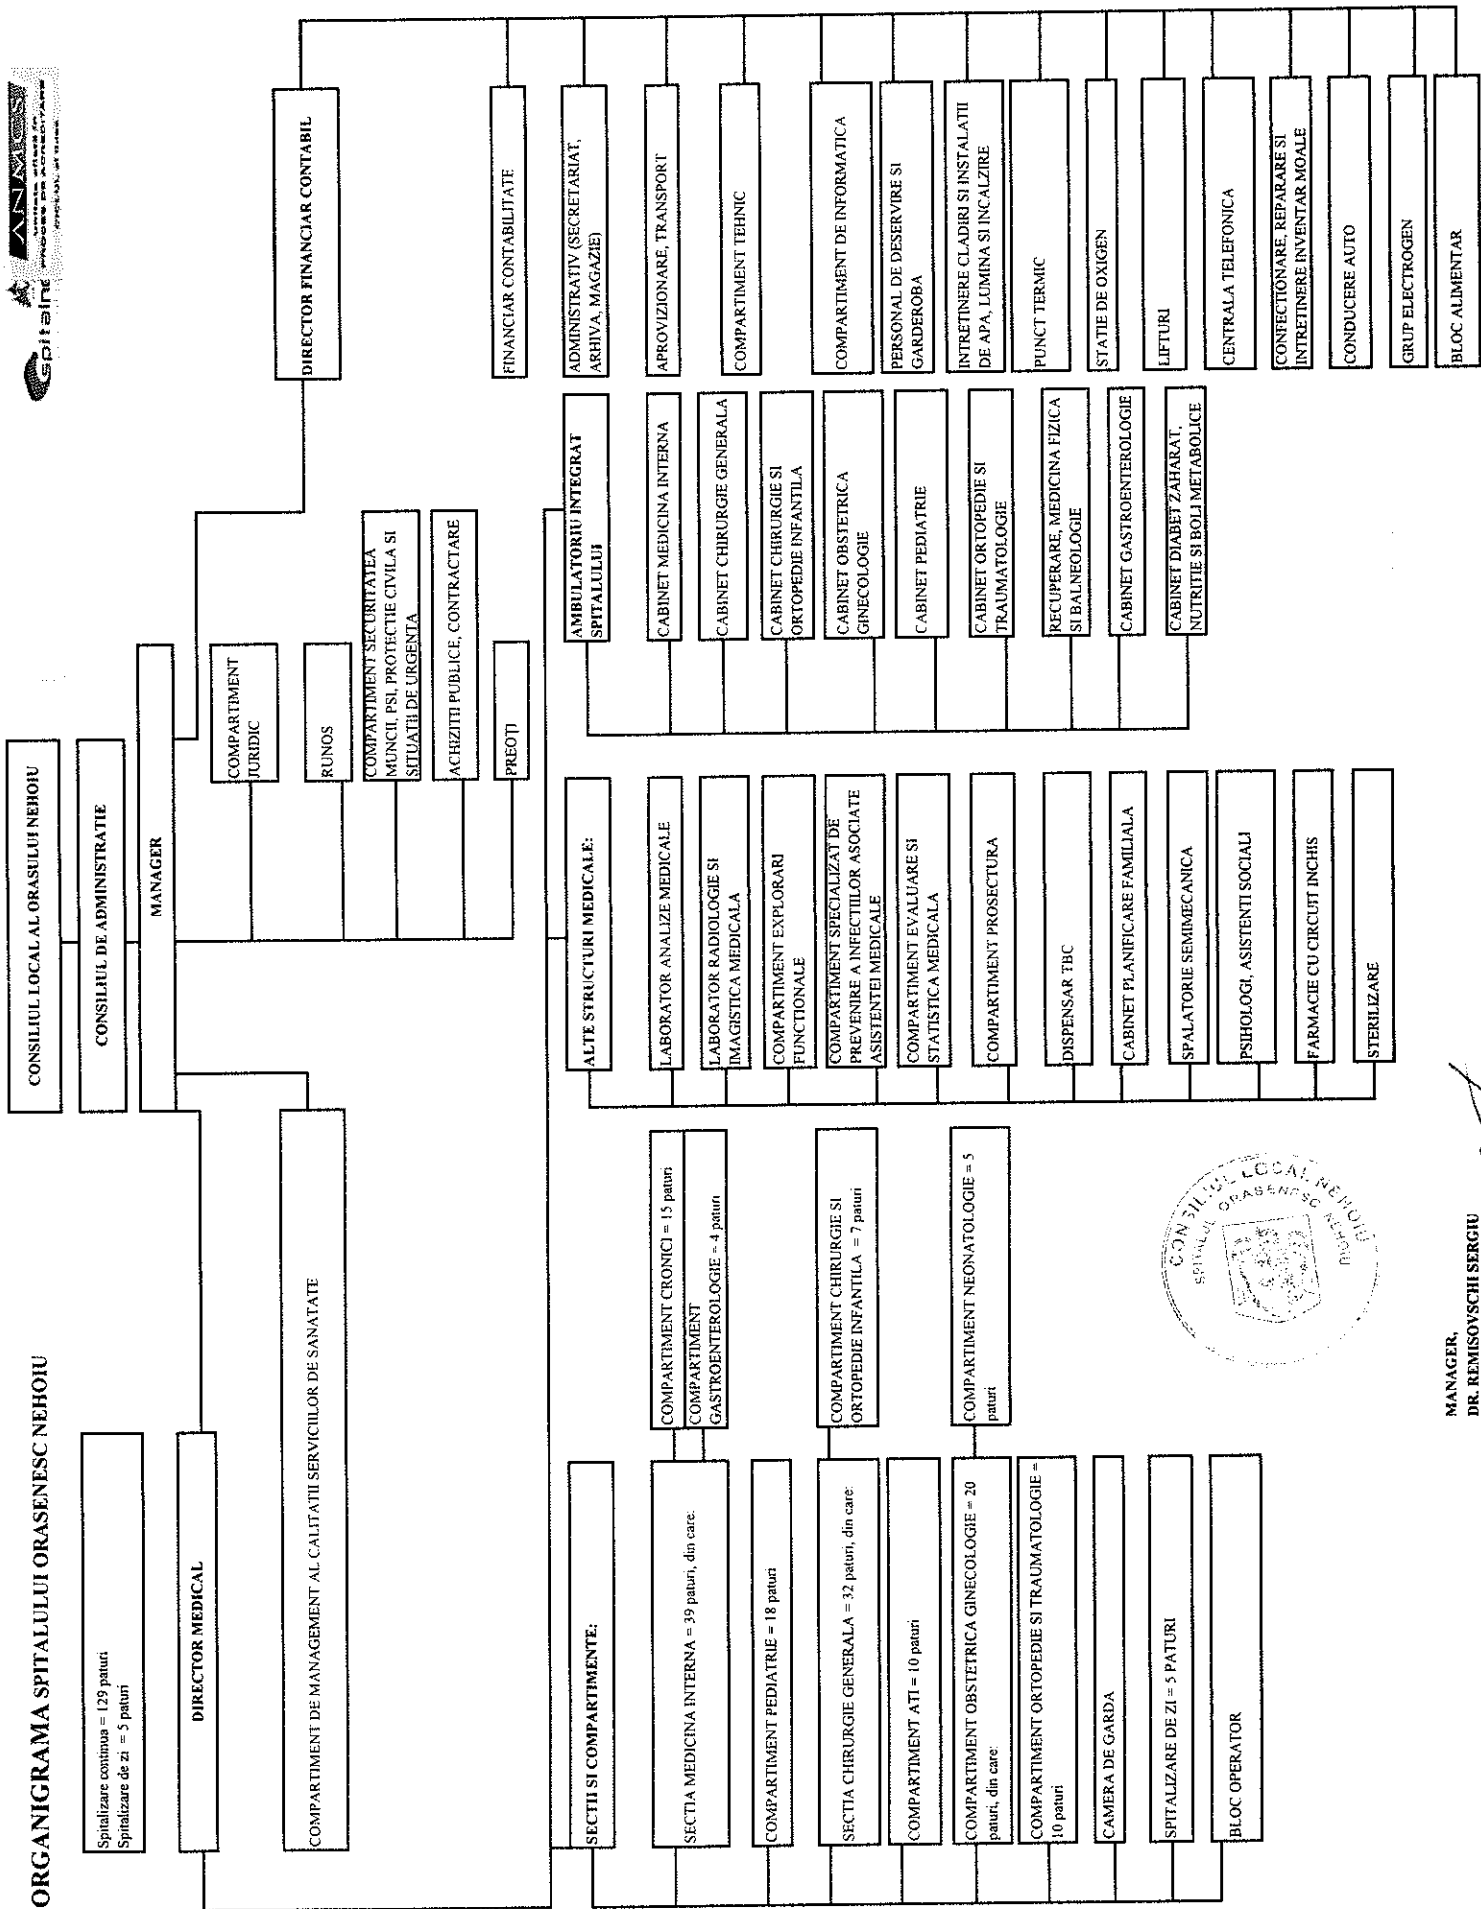 ORGANIGRAMA SPITALULUI ORASENESC NEHOIU
Spitaline
ANMCS
Spitalizare continua = 129 paturi
Spitalizare de zi = 5 paturi
CONSILIUL LOCAL AL ORASULUI NEHOIU
CONSILIUL DE ADMINISTRATIE
MANAGER
DIRECTOR MEDICAL
COMPARTIMENT DE MANAGEMENT AL CALITATII SERVICIILOR DE SANATATE
COMPARTIMENT
JURIDIC
RUNOS
COMPARTIMENT SECURITATEA
MUNCII, PSI, PROTECTIE CIVILA SI
SITUATII DE URGENTA
ACHIZITII PUBLICE, CONTRACTARE
PREOTI
DIRECTOR FINANCIAR CONTABIL
SECTII SI COMPARTIMENTE:
SECTIA MEDICINA INTERNA = 39 paturi, din care:
COMPARTIMENT CRONICI = 15 paturi
COMPARTIMENT
GASTROENTEROLOGIE = 4 paturi
COMPARTIMENT PEDIATRIE = 18 paturi
SECTIA CHIRURGIE GENERALA = 32 paturi, din care:
COMPARTIMENT CHIRURGIE SI
ORTOPEDIE INFANTILA = 7 paturi
COMPARTIMENT ATI = 10 paturi
COMPARTIMENT OBSTETRICA GINECOLOGIE = 20
paturi, din care:
COMPARTIMENT NEONATOLOGIE = 5
paturi
COMPARTIMENT ORTOPEDIE SI TRAUMATOLOGIE =
10 paturi
CAMERA DE GARDA
SPITALIZARE DE ZI = 5 PATURI
BLOC OPERATOR
ALTE STRUCTURI MEDICALE:
LABORATOR ANALIZE MEDICALE
LABORATOR RADIOLOGIE SI
IMAGISTICA MEDICALA
COMPARTIMENT EXPLORARI
FUNCTIONALE
COMPARTIMENT SPECIALIZAT DE
PREVENIRE A INFECTIILOR ASOCIATE
ASISTENTEI MEDICALE
COMPARTIMENT EVALUARE SI
STATISTICA MEDICALA
COMPARTIMENT PROSECTURA
DISPENSAR TBC
CABINET PLANIFICARE FAMILIALA
SPALATORIE SEMIMECANICA
PSIHOLOGI, ASISTENTI SOCIALI
FARMACIE CU CIRCUIT INCHIS
STERILIZARE
AMBULATORIU INTEGRAT
SPITALULUI
CABINET MEDICINA INTERNA
CABINET CHIRURGIE GENERALA
CABINET CHIRURGIE SI
ORTOPEDIE INFANTILA
CABINET OBSTETRICA
GINECOLOGIE
CABINET PEDIATRIE
CABINET ORTOPEDIE SI
TRAUMATOLOGIE
RECUPERARE, MEDICINA FIZICA
SI BALNEOLOGIE
CABINET GASTROENTEROLOGIE
CABINET DIABET ZAHARAT,
NUTRITIE SI BOLI METABOLICE
FINANCIAR CONTABILITATE
ADMINISTRATIV (SECRETARIAT,
ARHIVA, MAGAZIE)
APROVIZIONARE, TRANSPORT
COMPARTIMENT TEHNIC
COMPARTIMENT DE INFORMATICA
PERSONAL DE DESERVIRE SI
GARDEROBA
INTRETINERE CLADIRI SI INSTALATII
DE APA, LUMINA SI INCALZIRE
PUNCT TERMIC
STATIE DE OXIGEN
LIFTURI
CENTRALA TELEFONICA
CONFECTIONARE, REPARARE SI
INTRETINERE INVENTAR MOALE
CONDUCERE AUTO
GRUP ELECTROGEN
BLOC ALIMENTAR
CONSILIUL LOCAL NEHOIU
SPITALUL ORASENESC NEHOIU
MANAGER,
DR. REMISOVSCHI SERGIU